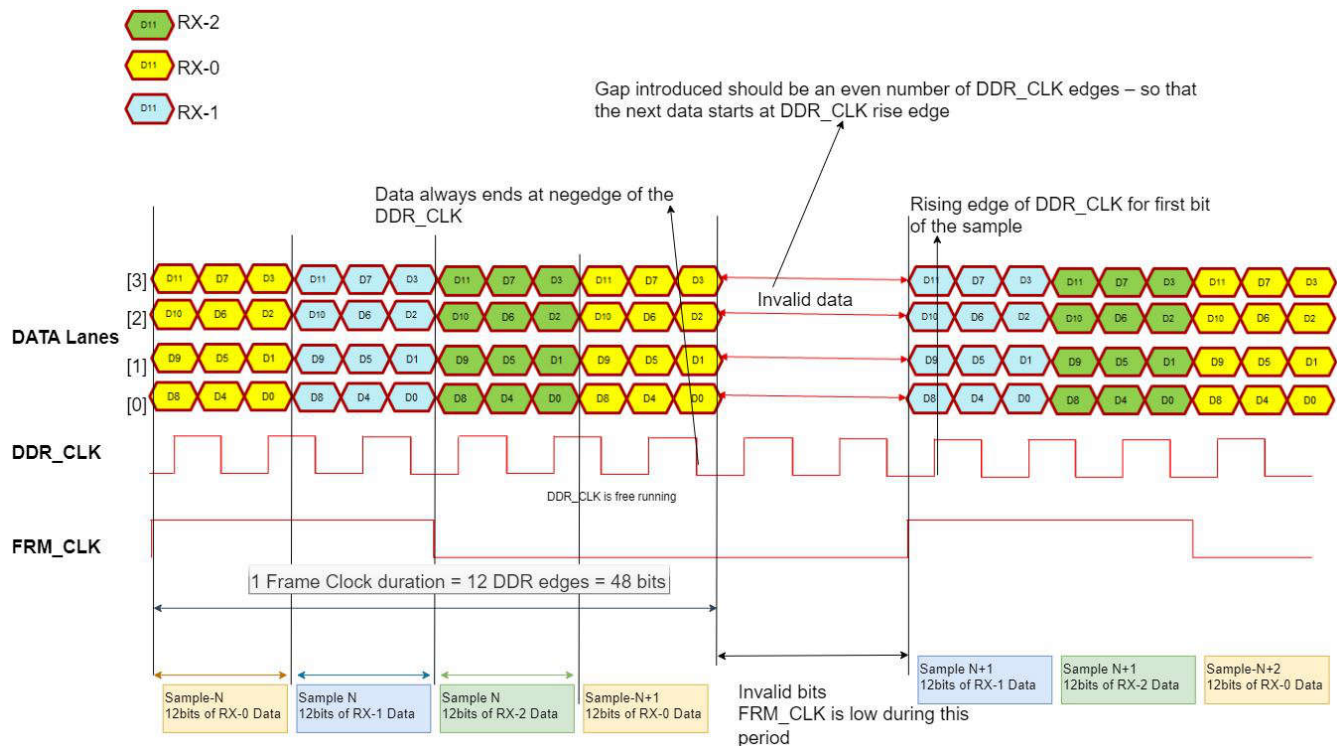 D11 RX-2
D11 RX-0
D11 RX-1
Gap introduced should be an even number of DDR_CLK edges – so that
the next data starts at DDR_CLK rise edge
Data always ends at negedge of the
DDR_CLK
Rising edge of DDR_CLK for first bit
of the sample
DATA Lanes
[3] D11 D7 D3 D11 D7 D3 D11 D7 D3 D11 D7 D3 D11 D7 D3 D11 D7 D3 D11 D7 D3
Invalid data
[2] D10 D6 D2 D10 D6 D2 D10 D6 D2 D10 D6 D2 D10 D6 D2 D10 D6 D2 D10 D6 D2
[1] D9 D5 D1 D9 D5 D1 D9 D5 D1 D9 D5 D1 D9 D5 D1 D9 D5 D1 D9 D5 D1
[0] D8 D4 D0 D8 D4 D0 D8 D4 D0 D8 D4 D0 D8 D4 D0 D8 D4 D0 D8 D4 D0
DDR_CLK
DDR_CLK is free running
FRM_CLK
1 Frame Clock duration = 12 DDR edges = 48 bits
Sample-N
12bits of RX-0 Data
Sample N
12bits of RX-1 Data
Sample N
12bits of RX-2 Data
Sample-N+1
12bits of RX-0 Data
Invalid bits
FRM_CLK is low during this
period
Sample N+1
12bits of RX-1 Data
Sample N+1
12bits of RX-2 Data
Sample-N+2
12bits of RX-0 Data